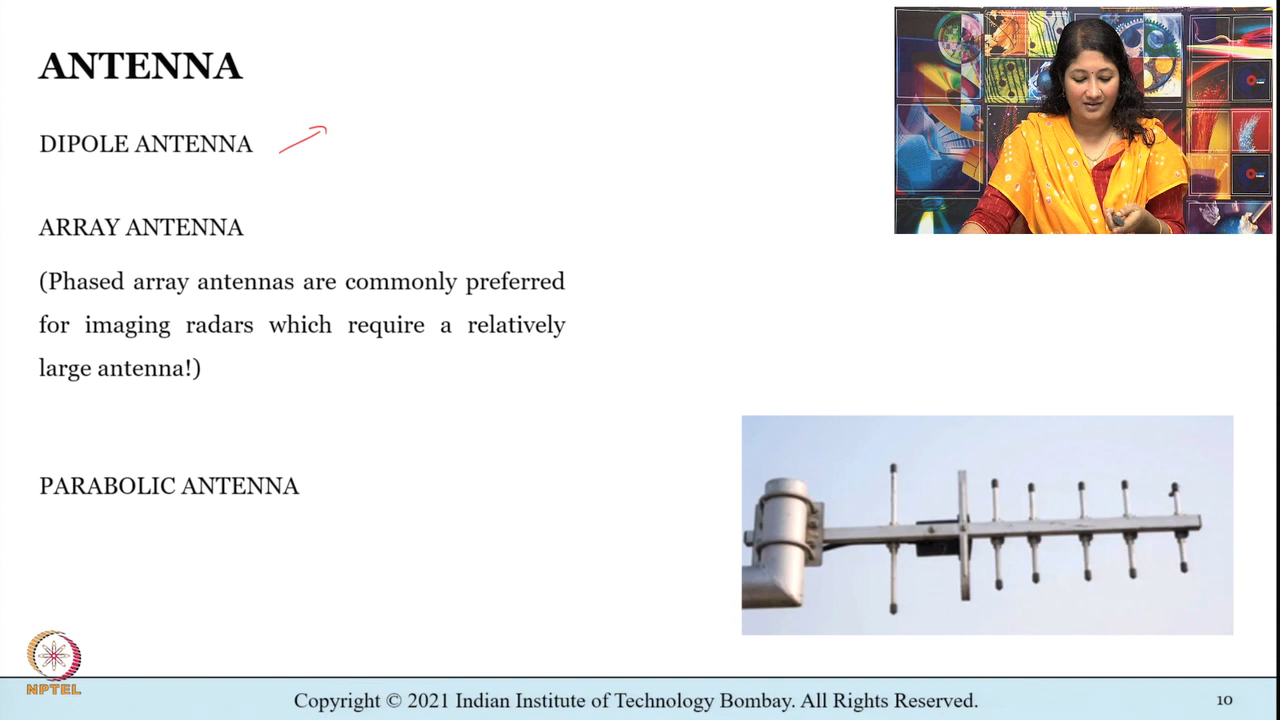 ANTENNA
DIPOLE ANTENNA
ARRAY ANTENNA
(Phased array antennas are commonly preferred
for imaging radars which require a relatively
large antenna!)
PARABOLIC ANTENNA
NPTEL
Copyright © 2021 Indian Institute of Technology Bombay. All Rights Reserved.
10